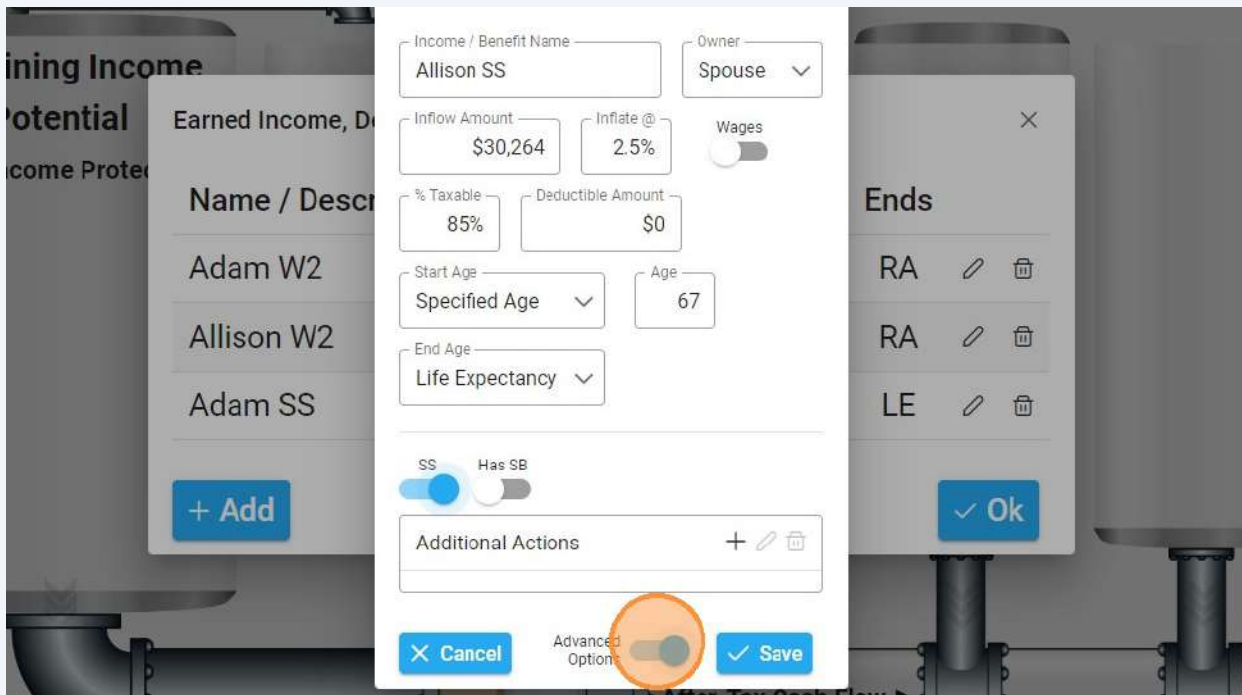 ining Income
Potential
come Protec
Earned Income, De
Name / Descr
Ends
Adam W2
RA
Allison W2
RA
Adam SS
LE
+ Add
Ok
Income / Benefit Name
Allison SS
Owner
Spouse
Inflow Amount
$30,264
Inflate @
2.5%
Wages
% Taxable
85%
Deductible Amount
$0
Start Age
Specified Age
Age
67
End Age
Life Expectancy
SS
Has SB
Additional Actions
Cancel
Advanced
Options
Save
After-Tax Cash Flow